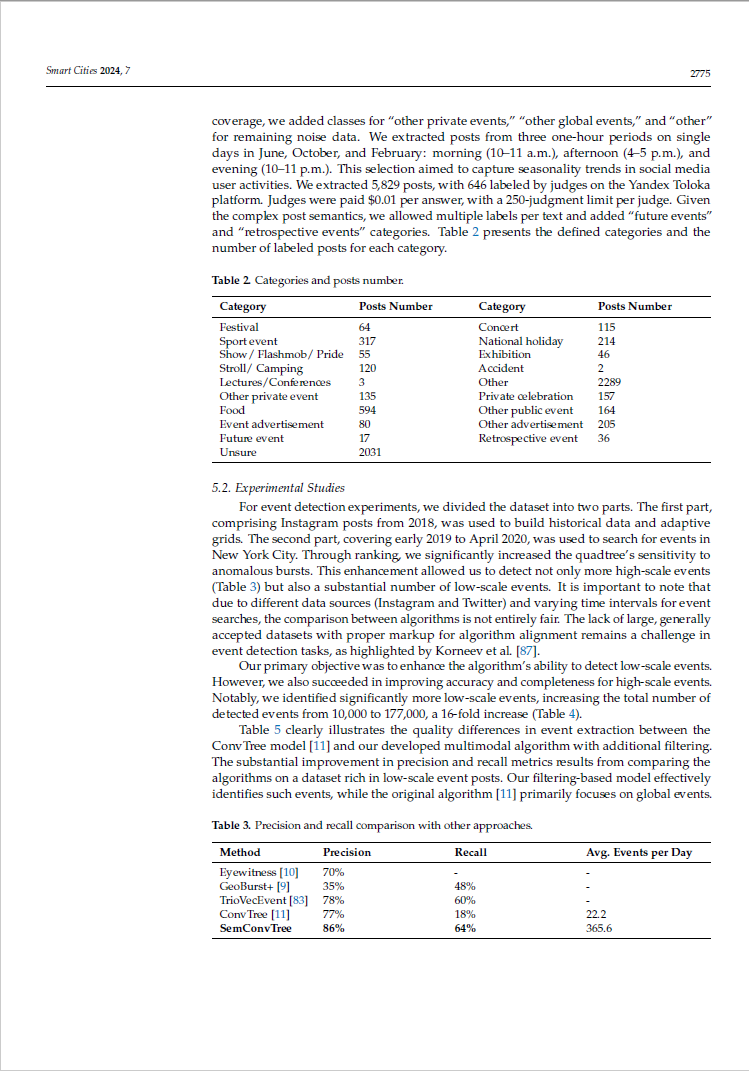 Smart Cities 2024, 7
2775
coverage, we added classes for “other private events,” “other global events,” and “other”
for remaining noise data. We extracted posts from three one-hour periods on single
days in June, October, and February: morning (10–11 a.m.), afternoon (4–5 p.m.), and
evening (10–11 p.m.). This selection aimed to capture seasonality trends in social media
user activities. We extracted 5,829 posts, with 646 labeled by judges on the Yandex Toloka
platform. Judges were paid $0.01 per answer, with a 250-judgment limit per judge. Given
the complex post semantics, we allowed multiple labels per text and added “future events”
and “retrospective events” categories. Table 2 presents the defined categories and the
number of labeled posts for each category.
Table 2. Categories and posts number.
Category Posts Number Category Posts Number
Festival 64 Concert 115
Sport event 317 National holiday 214
Show/ Flashmob/ Pride 55 Exhibition 46
Stroll/ Camping 120 Accident 2
Lectures/Conferences 3 Other 2289
Other private event 135 Private celebration 157
Food 594 Other public event 164
Event advertisement 80 Other advertisement 205
Future event 17 Retrospective event 36
Unsure 2031
5.2. Experimental Studies
For event detection experiments, we divided the dataset into two parts. The first part,
comprising Instagram posts from 2018, was used to build historical data and adaptive
grids. The second part, covering early 2019 to April 2020, was used to search for events in
New York City. Through ranking, we significantly increased the quadtree’s sensitivity to
anomalous bursts. This enhancement allowed us to detect not only more high-scale events
(Table 3) but also a substantial number of low-scale events. It is important to note that
due to different data sources (Instagram and Twitter) and varying time intervals for event
searches, the comparison between algorithms is not entirely fair. The lack of large, generally
accepted datasets with proper markup for algorithm alignment remains a challenge in
event detection tasks, as highlighted by Korneev et al. [87].
Our primary objective was to enhance the algorithm’s ability to detect low-scale events.
However, we also succeeded in improving accuracy and completeness for high-scale events.
Notably, we identified significantly more low-scale events, increasing the total number of
detected events from 10,000 to 177,000, a 16-fold increase (Table 4).
Table 5 clearly illustrates the quality differences in event extraction between the
ConvTree model [11] and our developed multimodal algorithm with additional filtering.
The substantial improvement in precision and recall metrics results from comparing the
algorithms on a dataset rich in low-scale event posts. Our filtering-based model effectively
identifies such events, while the original algorithm [11] primarily focuses on global events.
Table 3. Precision and recall comparison with other approaches.
Method Precision Recall Avg. Events per Day
Eyewitness [10] 70% - -
GeoBurst+ [9] 35% 48% -
TrioVecEvent [83] 78% 60% -
ConvTree [11] 77% 18% 22.2
SemConvTree 86% 64% 365.6